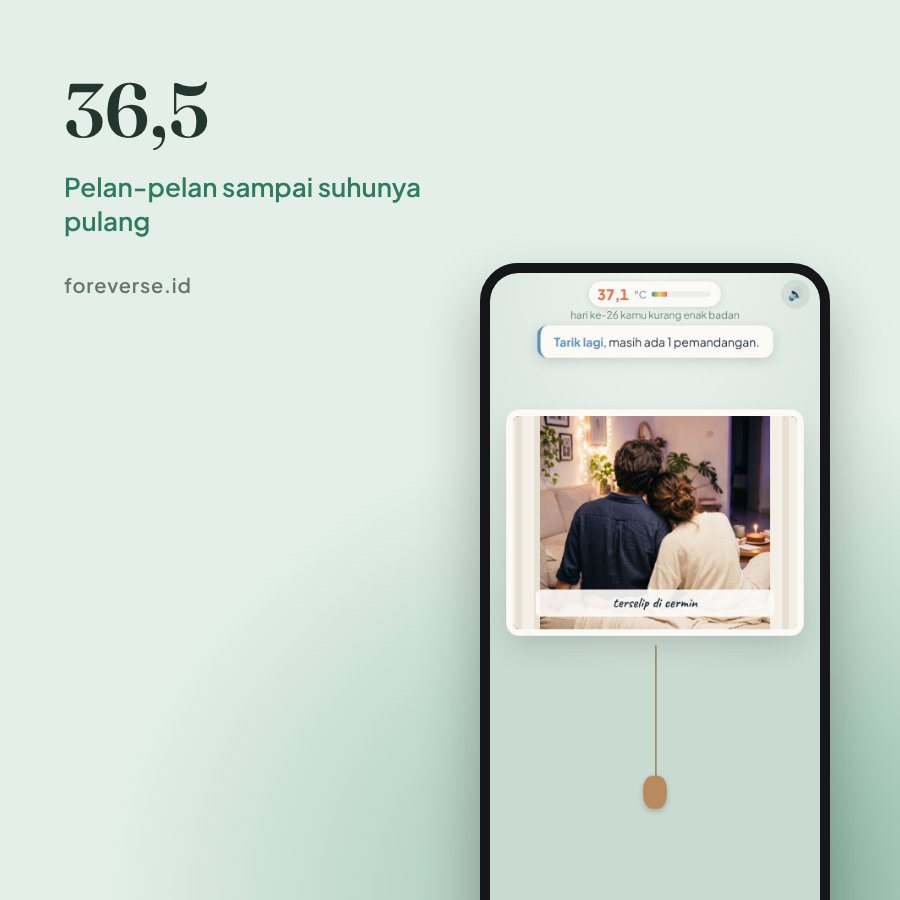 36,5
Pelan-pelan sampai suhunya
pulang
foreverse.id
37,1 °C
hari ke-26 kamu kurang enak badan
Tarik lagi, masih ada 1 pemandangan.
terselip di cermin